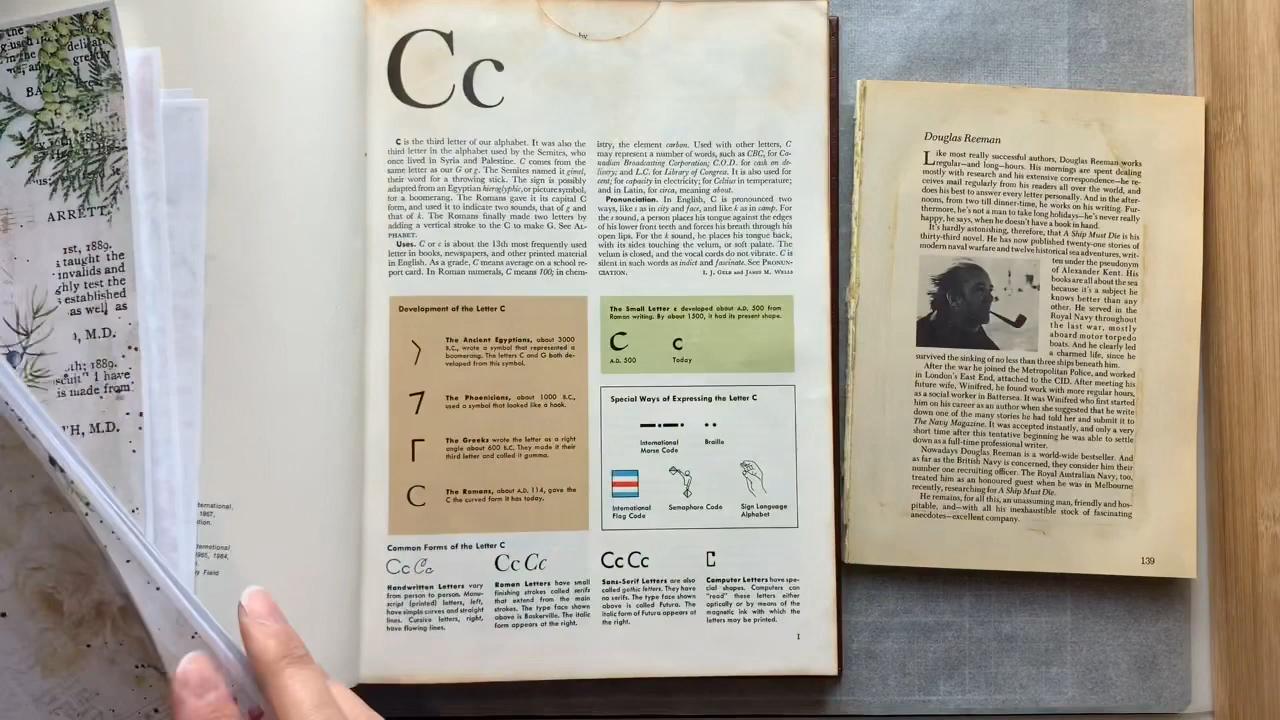 delicat
greatly
BA
1889.
ARRETT,
1st, 1889.
taught the
invalids and
ghly test the
established
as well as
, M.D.
th: 1889.
I have
is made from
'H, M.D.
ternational,
1967,
tion.
ternational
1965, 1964,
y Field
by
Cc
C is the third letter of our alphabet. It was also the
third letter in the alphabet used by the Semites, who
once lived in Syria and Palestine. C comes from the
same letter as our G or g. The Semites named it gimel,
their word for a throwing stick. The sign is possibly
adapted from an Egyptian hieroglyphic, or picture symbol,
for a boomerang. The Romans gave it its capital C
form, and used it to indicate two sounds, that of g and
that of k. The Romans finally made two letters by
adding a vertical stroke to the C to make G. See AL-
PHABET.
Uses. C or c is about the 13th most frequently used
letter in books, newspapers, and other printed material
in English. As a grade, C means average on a school re-
port card. In Roman numerals, C means 100; in chem-
istry, the element carbon. Used with other letters, C
may represent a number of words, such as CBC, for Ca-
nadian Broadcasting Corporation; C.O.D. for cash on de-
livery; and L.C. for Library of Congress. It is also used for
cent; for capacity in electricity; for Celsius in temperature;
and in Latin, for circa, meaning about.
Pronunciation. In English, C is pronounced two
ways, like s as in city and face, and like k as in camp. For
the s sound, a person places his tongue against the edges
of his lower front teeth and forces his breath through his
open lips. For the k sound, he places his tongue back,
with its sides touching the velum, or soft palate. The
velum is closed, and the vocal cords do not vibrate. C is
silent in such words as indict and fascinate. See PRONUN-
CIATION.
I. J. GELB and JAMES M. WELLS
Development of the Letter C
The Ancient Egyptians, about 3000
B.C., wrote a symbol that represented a
boomerang. The letters C and G both de-
veloped from this symbol.
The Phoenicians, about 1000 B.C.,
used a symbol that looked like a hook.
The Greeks wrote the letter as a right
angle about 600 B.C. They made it their
third letter and called it gamma.
C
The Romans, about A.D. 114, gave the
C the curved form it has today.
The Small Letter c developed about A.D. 500 from
Roman writing. By about 1500, it had its present shape.
C c
A.D. 500 Today
Special Ways of Expressing the Letter C
International
Morse Code
Braille
International
Flag Code
Semaphore Code
Sign Language
Alphabet
Common Forms of the Letter C
Cc Cc
Handwritten Letters vary
from person to person. Manu-
script (printed) letters, left,
have simple curves and straight
lines. Cursive letters, right,
have flowing lines.
Cc Cc
Roman Letters have small
finishing strokes called serifs
that extend from the main
strokes. The type face shown
above is Baskerville. The italic
form appears at the right.
Cc Cc
Sans-Serif Letters are also
called gothic letters. They have
no serifs. The type face shown
above is called Futura. The
italic form of Futura appears at
the right.
C
Computer Letters have spe-
cial shapes. Computers can
"read" these letters either
optically or by means of the
magnetic ink with which the
letters may be printed.
1
Douglas Reeman
Like most really successful authors, Douglas Reeman works
regular—and long—hours. His mornings are spent dealing
mostly with research and his extensive correspondence—he re-
ceives mail regularly from his readers all over the world, and
does his best to answer every letter personally. And in the after-
noons, from two till dinner-time, he works on his writing. Fur-
thermore, he's not a man to take long holidays—he's never really
happy, he says, when he doesn't have a book in hand.
It's hardly astonishing, therefore, that A Ship Must Die is his
thirty-third novel. He has now published twenty-one stories of
modern naval warfare and twelve historical sea adventures, writ-
ten under the pseudonym
of Alexander Kent. His
books are all about the sea
because it's a subject he
knows better than any
other. He served in the
Royal Navy throughout
the last war, mostly
aboard motor torpedo
boats. And he clearly led
a charmed life, since he
survived the sinking of no less than three ships beneath him.
After the war he joined the Metropolitan Police, and worked
in London's East End, attached to the CID. After meeting his
future wife, Winifred, he found work with more regular hours,
as a social worker in Battersea. It was Winifred who first started
him on his career as an author when she suggested that he write
down one of the many stories he had told her and submit it to
The Navy Magazine. It was accepted instantly, and only a very
short time after this tentative beginning he was able to settle
down as a full-time professional writer.
Nowadays Douglas Reeman is a world-wide bestseller. And
as far as the British Navy is concerned, they consider him their
number one recruiting officer. The Royal Australian Navy, too,
treated him as an honoured guest when he was in Melbourne
recently, researching for A Ship Must Die.
He remains, for all this, an unassuming man, friendly and hos-
pitable, and—with all his inexhaustible stock of fascinating
anecdotes—excellent company.
139